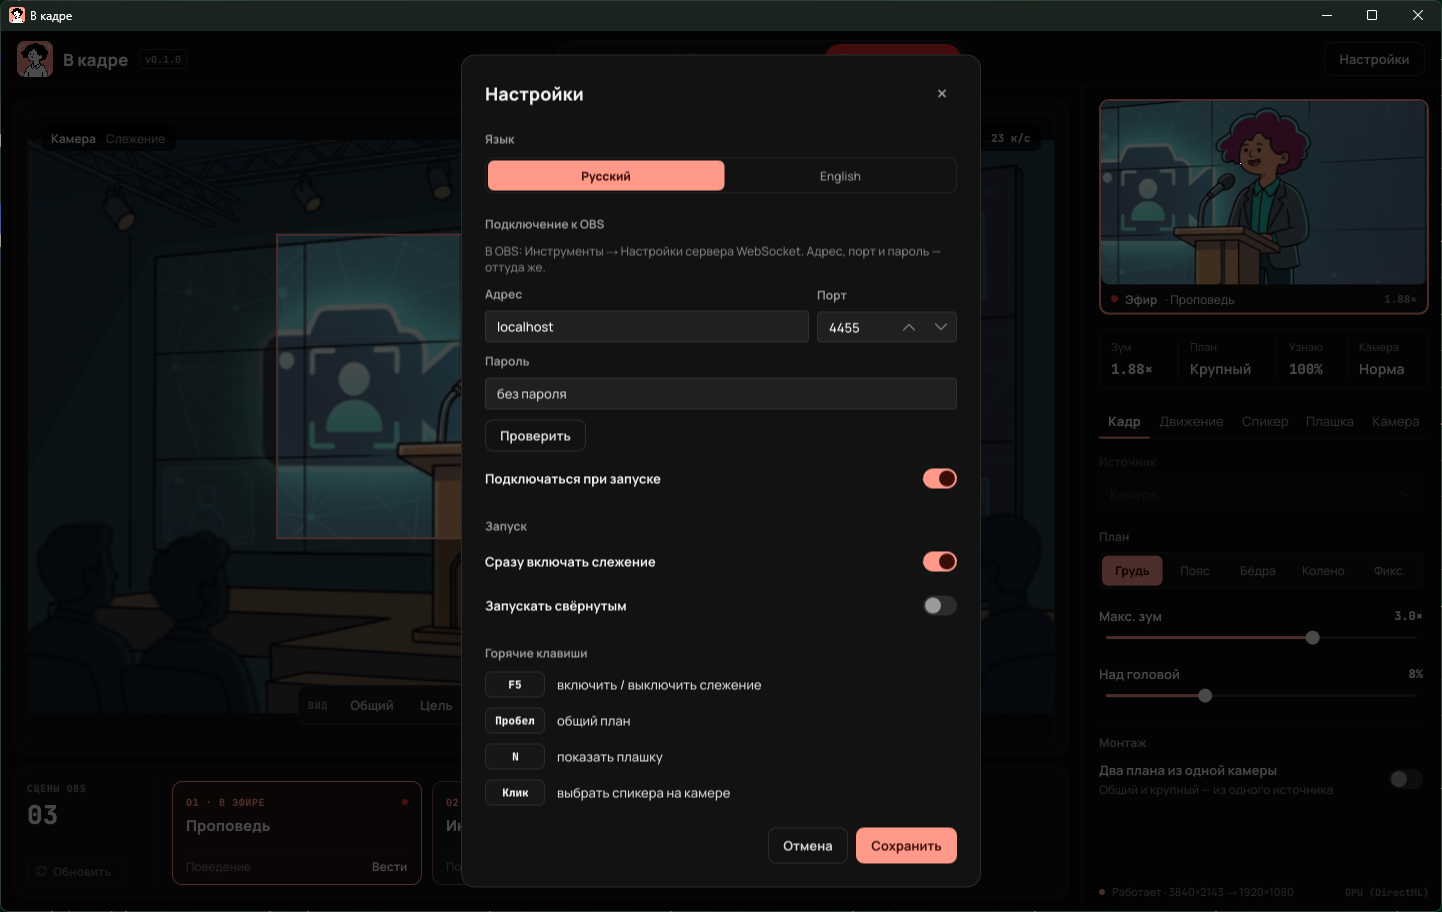 В кадре
В кадре v0.1.0
Настройки
Камера Слежение
23 к/с
Настройки
Язык
Русский English
Подключение к OBS
В OBS: Инструменты → Настройки сервера WebSocket. Адрес, порт и пароль —
оттуда же.
Адрес Порт
localhost 4455
Пароль
без пароля
Проверить
Подключаться при запуске
Запуск
Сразу включать слежение
Запускать свёрнутым
Горячие клавиши
F5 включить / выключить слежение
Пробел общий план
N показать плашку
Клик выбрать спикера на камере
Отмена Сохранить
ВИД Общий Цель
СЦЕНЫ OBS
03
Обновить
01 · В ЭФИРЕ
Проповедь
Поведение Вести
02
Эфир · Проповедь 1.88×
Зум План Узнаю Камера
1.88× Крупный 100% Норма
Кадр Движение Спикер Плашка Камера
Источник
Камера
План
Грудь Пояс Бёдра Колено Фикс.
Макс. зум 3.0×
Над головой 8%
Монтаж
Два плана из одной камеры
Общий и крупный — из одного источника
Работает · 3840×2143 → 1920×1080 GPU (DirectML)